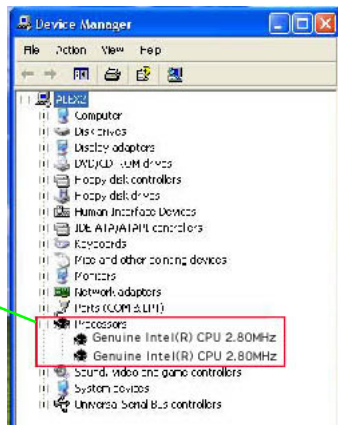 Device Manager
File Action View Help
ALEX2
Computer
Disk drives
Display adapters
DVD/CD-ROM drives
Floppy disk controllers
Floppy disk drives
Human Interface Devices
IDE ATA/ATAPI controllers
Keyboards
Mice and other pointing devices
Monitors
Network adapters
Ports (COM & LPT)
Processors
Genuine Intel(R) CPU 2.80MHz
Genuine Intel(R) CPU 2.80MHz
Sound, video and game controllers
System devices
Universal Serial Bus controllers